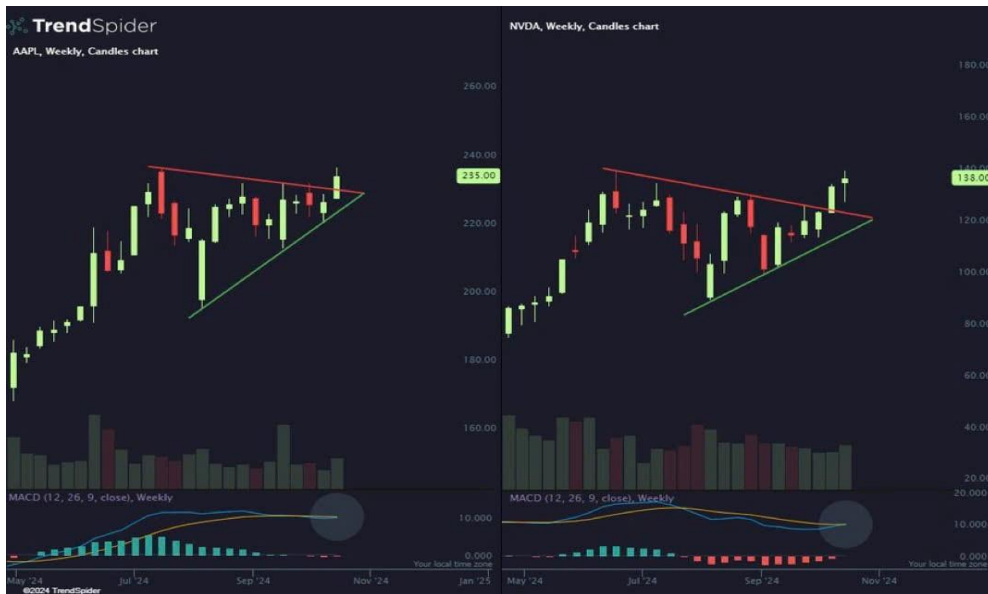 TrendSpider
AAPL, Weekly, Candles chart
260.00
240.00
235.00
220.00
200.00
180.00
160.00
MACD (12, 26, 9, close), Weekly
10.000
0.000
Your local time zone
May '24 Jul '24 Sep '24 Nov '24 Jan '25
©2024 TrendSpider
NVDA, Weekly, Candles chart
180.00
160.00
140.00
138.00
120.00
100.00
80.00
60.00
40.00
20.00
MACD (12, 26, 9, close), Weekly
20.000
10.000
0.000
Your local time zone
May '24 Jul '24 Sep '24 Nov '24